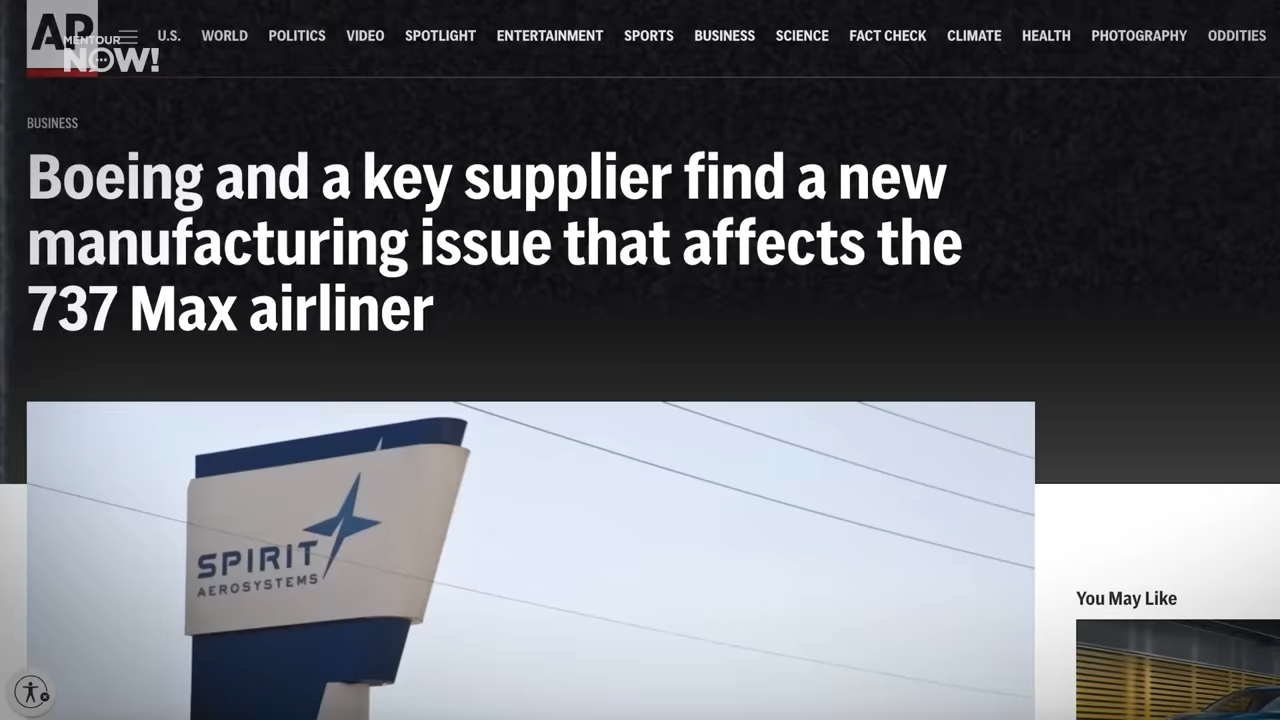 AP
MENTOUR
NOW!
U.S. WORLD POLITICS VIDEO SPOTLIGHT ENTERTAINMENT SPORTS BUSINESS SCIENCE FACT CHECK CLIMATE HEALTH PHOTOGRAPHY ODDITIES
BUSINESS
Boeing and a key supplier find a new
manufacturing issue that affects the
737 Max airliner
SPIRIT
AEROSYSTEMS
You May Like